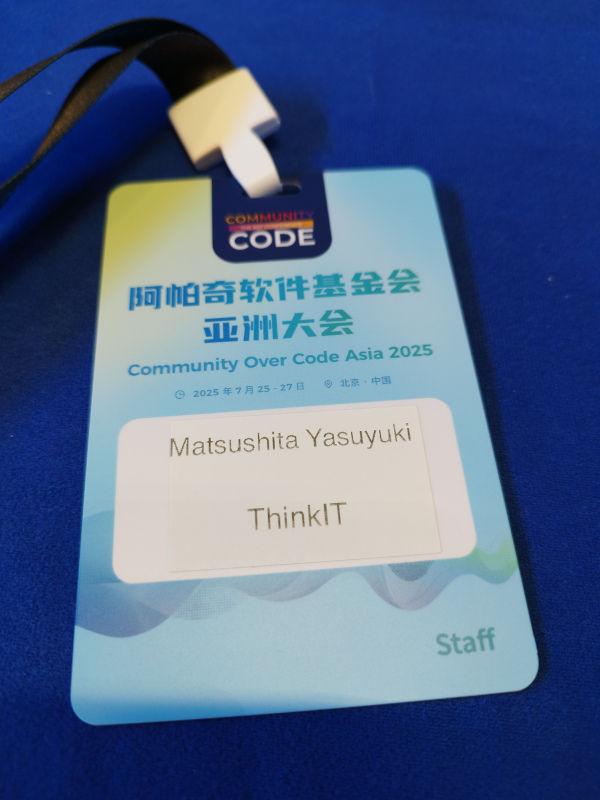 COMMUNITY
CODE
阿帕奇软件基金会
亚洲大会
Community Over Code Asia 2025
2025 年 7 月 25 - 27 日 北京 · 中国
Matsushita Yasuyuki
ThinkIT
Staff